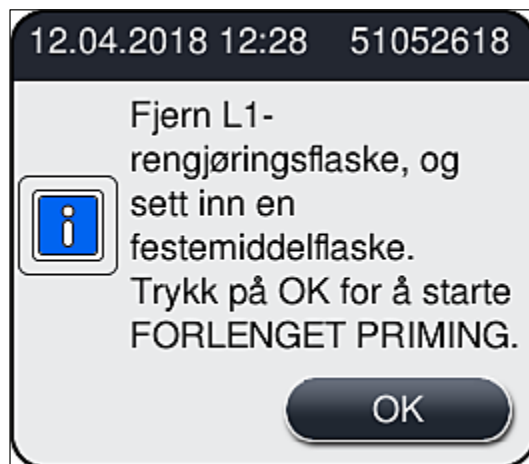 12.04.2018 12:28 51052618
Fjern L1-
rengjøringsflaske, og
sett inn en
festemiddelflaske.
Trykk på OK for å starte
FORLENGET PRIMING.
OK